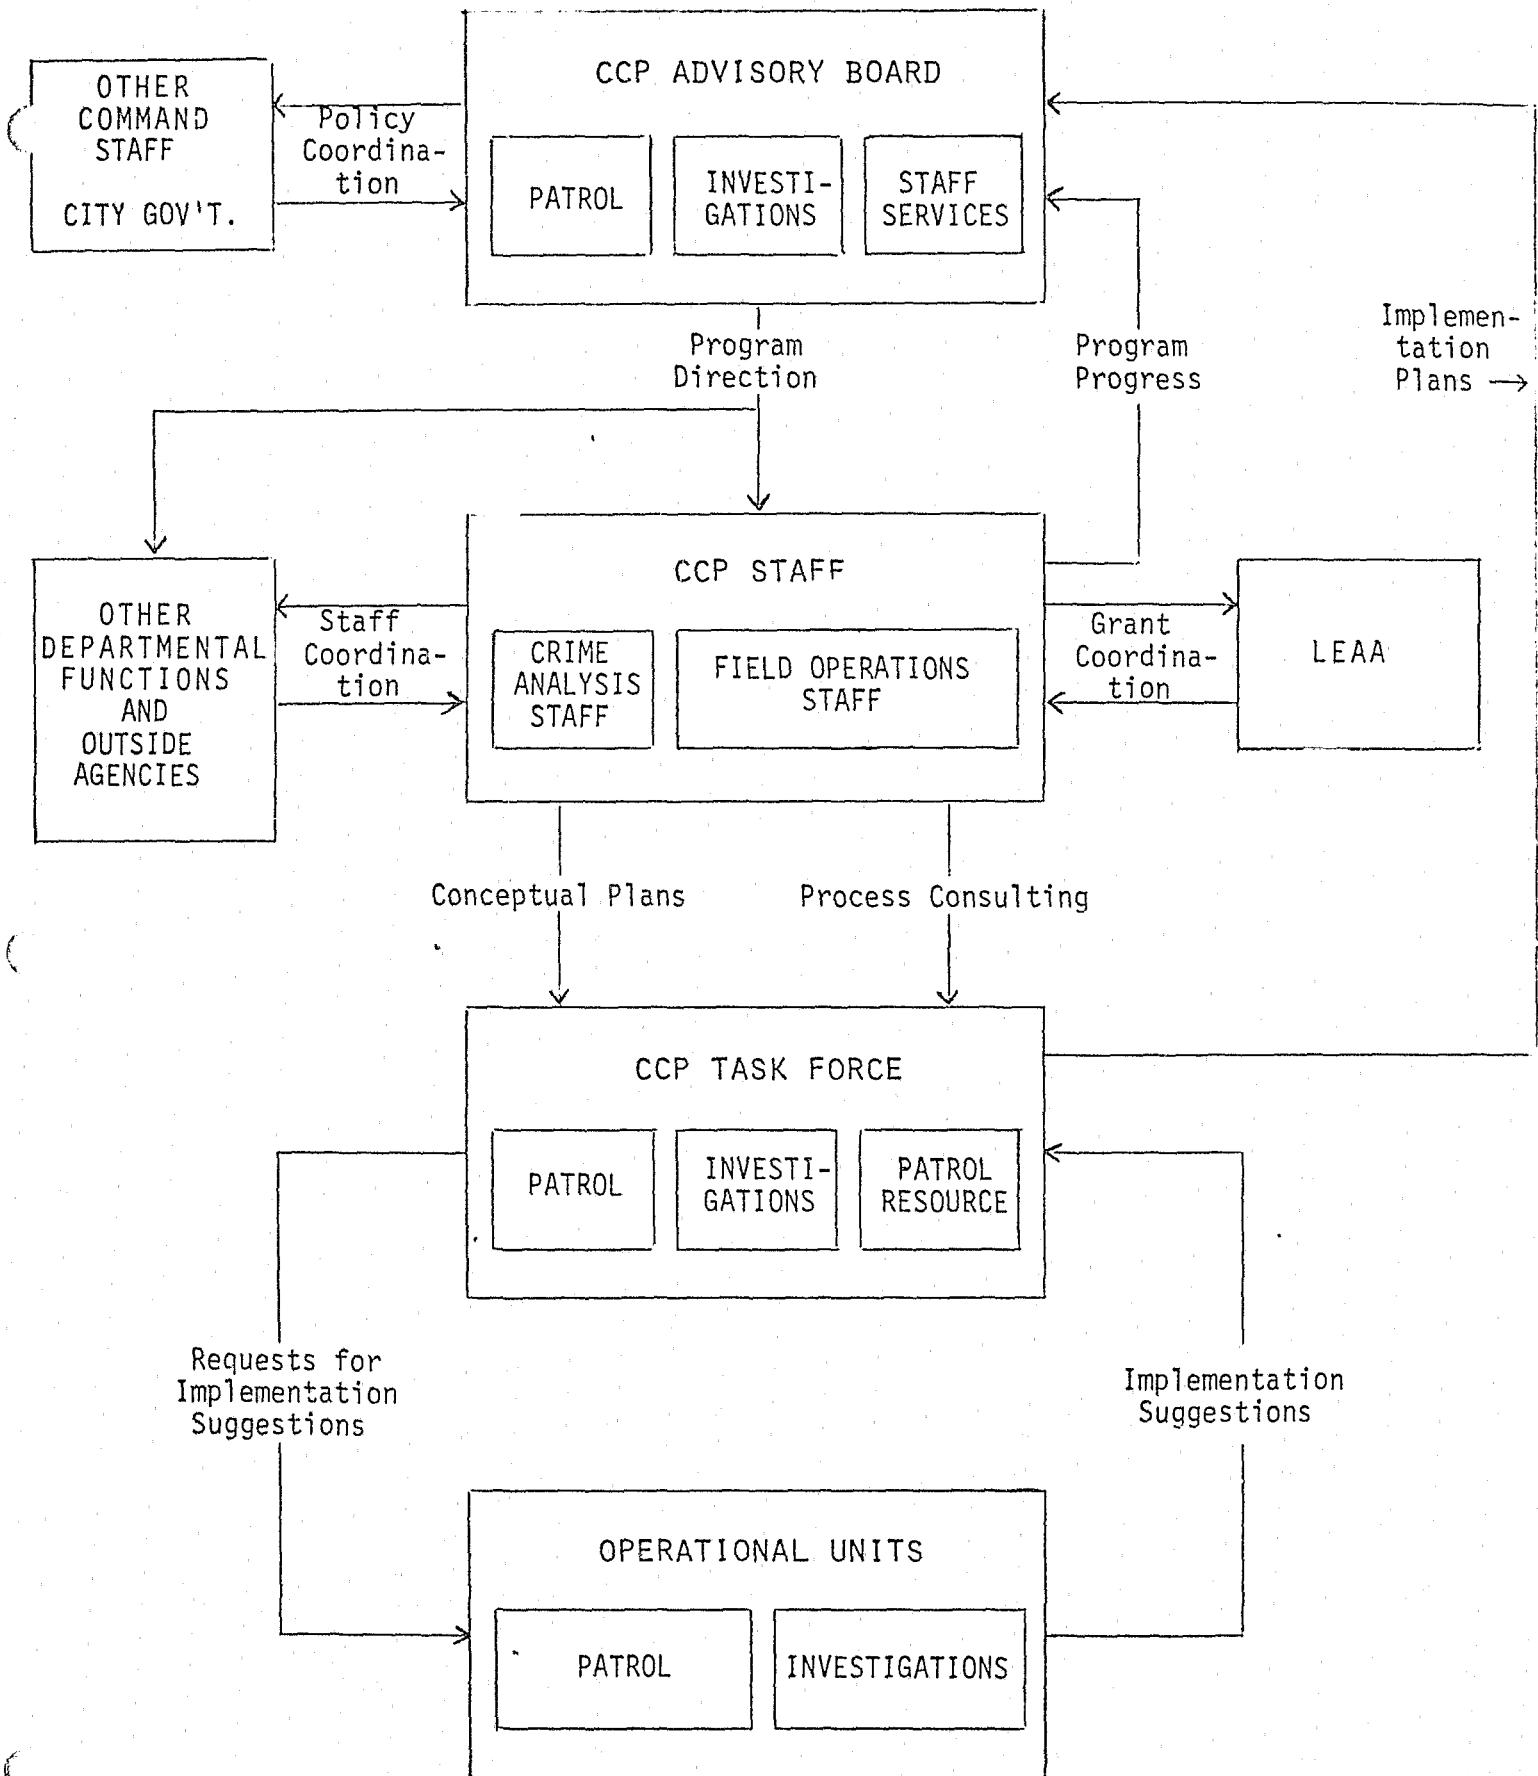 CCP ADVISORY BOARD
OTHER
COMMAND
STAFF
CITY GOV'T.
Policy
Coordina-
tion
PATROL
INVESTI-
GATIONS
STAFF
SERVICES
Program
Direction
Program
Progress
Implemen-
tation
Plans →
CCP STAFF
OTHER
DEPARTMENTAL
FUNCTIONS
AND
OUTSIDE
AGENCIES
Staff
Coordina-
tion
CRIME
ANALYSIS
STAFF
FIELD OPERATIONS
STAFF
Grant
Coordina-
tion
LEAA
Conceptual Plans
Process Consulting
CCP TASK FORCE
PATROL
INVESTI-
GATIONS
PATROL
RESOURCE
Requests for
Implementation
Suggestions
Implementation
Suggestions
OPERATIONAL UNITS
PATROL
INVESTIGATIONS